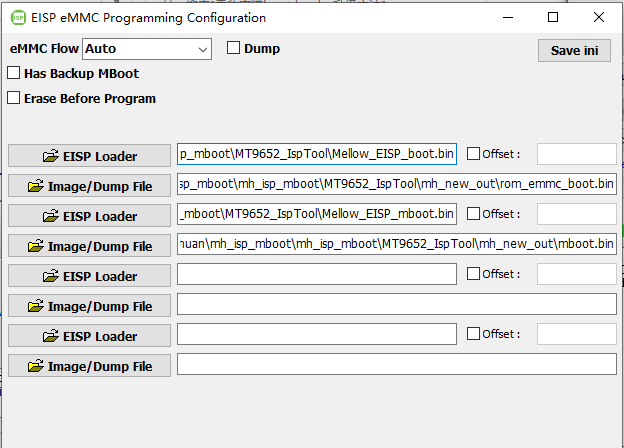 EISP eMMC Programming Configuration
eMMC Flow Auto Dump Save ini
Has Backup MBoot
Erase Before Program
EISP Loader p_mboot\MT9652_IspTool\Mellow_EISP_boot.bin Offset :
Image/Dump File sp_mboot\mh_isp_mboot\MT9652_IspTool\mh_new_out\rom_emmc_boot.bin
EISP Loader _mboot\MT9652_IspTool\Mellow_EISP_mboot.bin Offset :
Image/Dump File huan\mh_isp_mboot\mh_isp_mboot\MT9652_IspTool\mh_new_out\mboot.bin
EISP Loader Offset :
Image/Dump File
EISP Loader Offset :
Image/Dump File